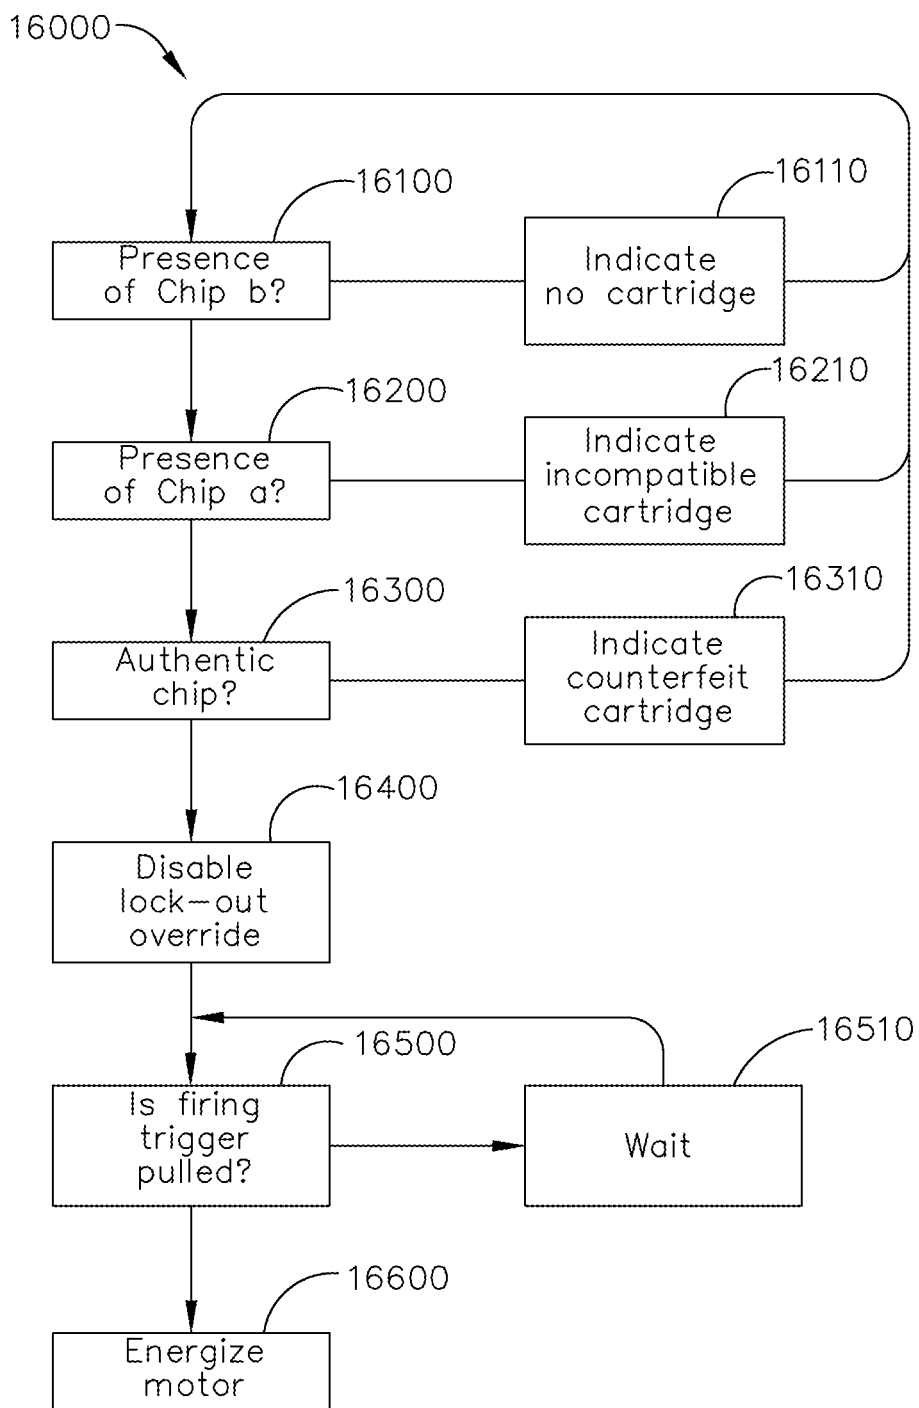 16000
16100
16110
Presence
of Chip b?
Indicate
no cartridge
16200
16210
Presence
of Chip a?
Indicate
incompatible
cartridge
16300
16310
Authentic
chip?
Indicate
counterfeit
cartridge
16400
Disable
lock-out
override
16500
16510
Is firing
trigger
pulled?
Wait
16600
Energize
motor